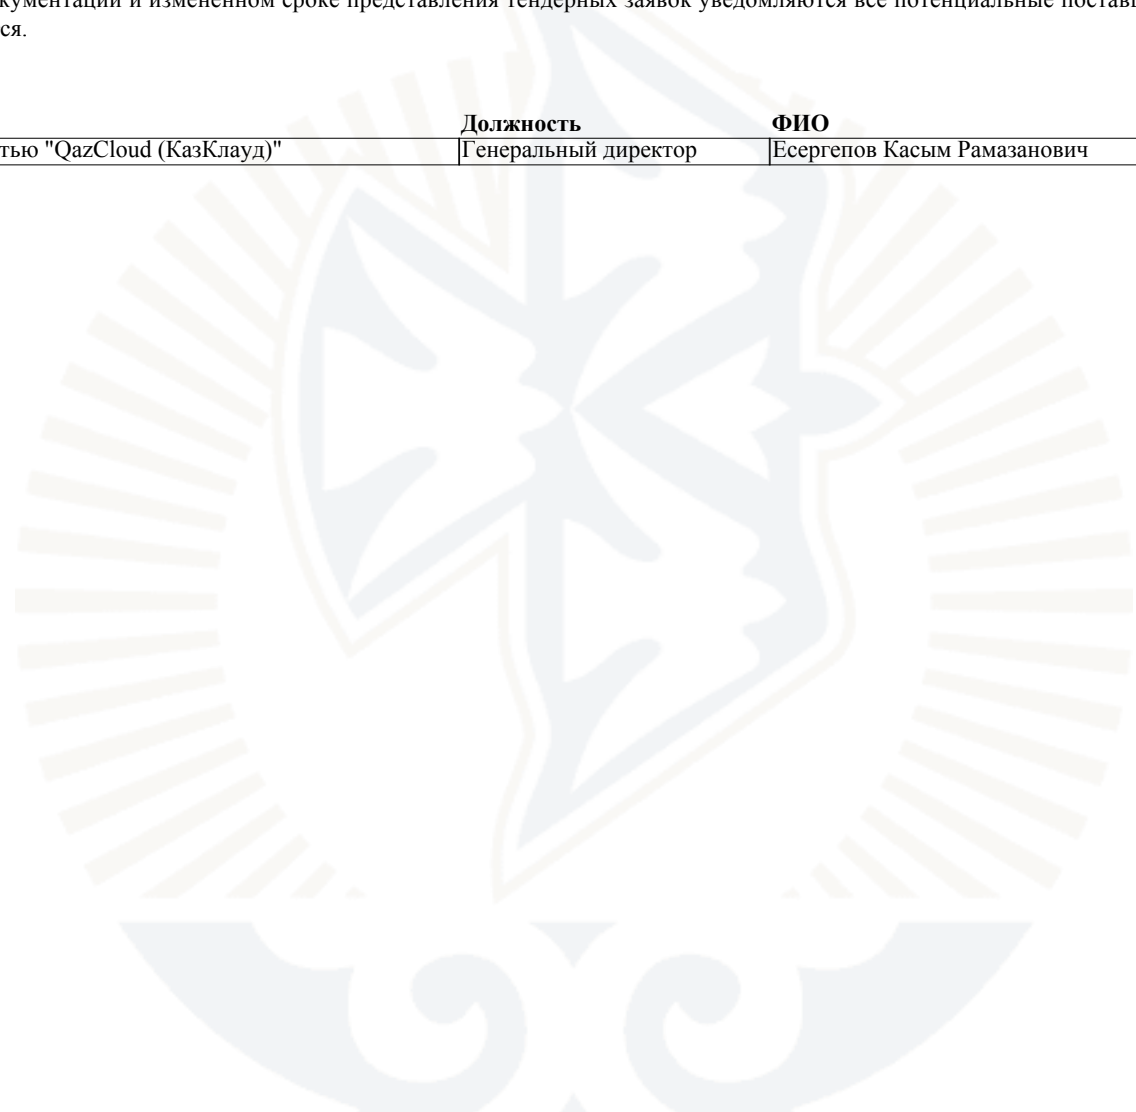 кументации и измененном сроке представления тендерных заявок уведомляются все потенциальные постави
ся.
Должность ФИО
тью "QazCloud (КазКлауд)" Генеральный директор Есергепов Касым Рамазанович